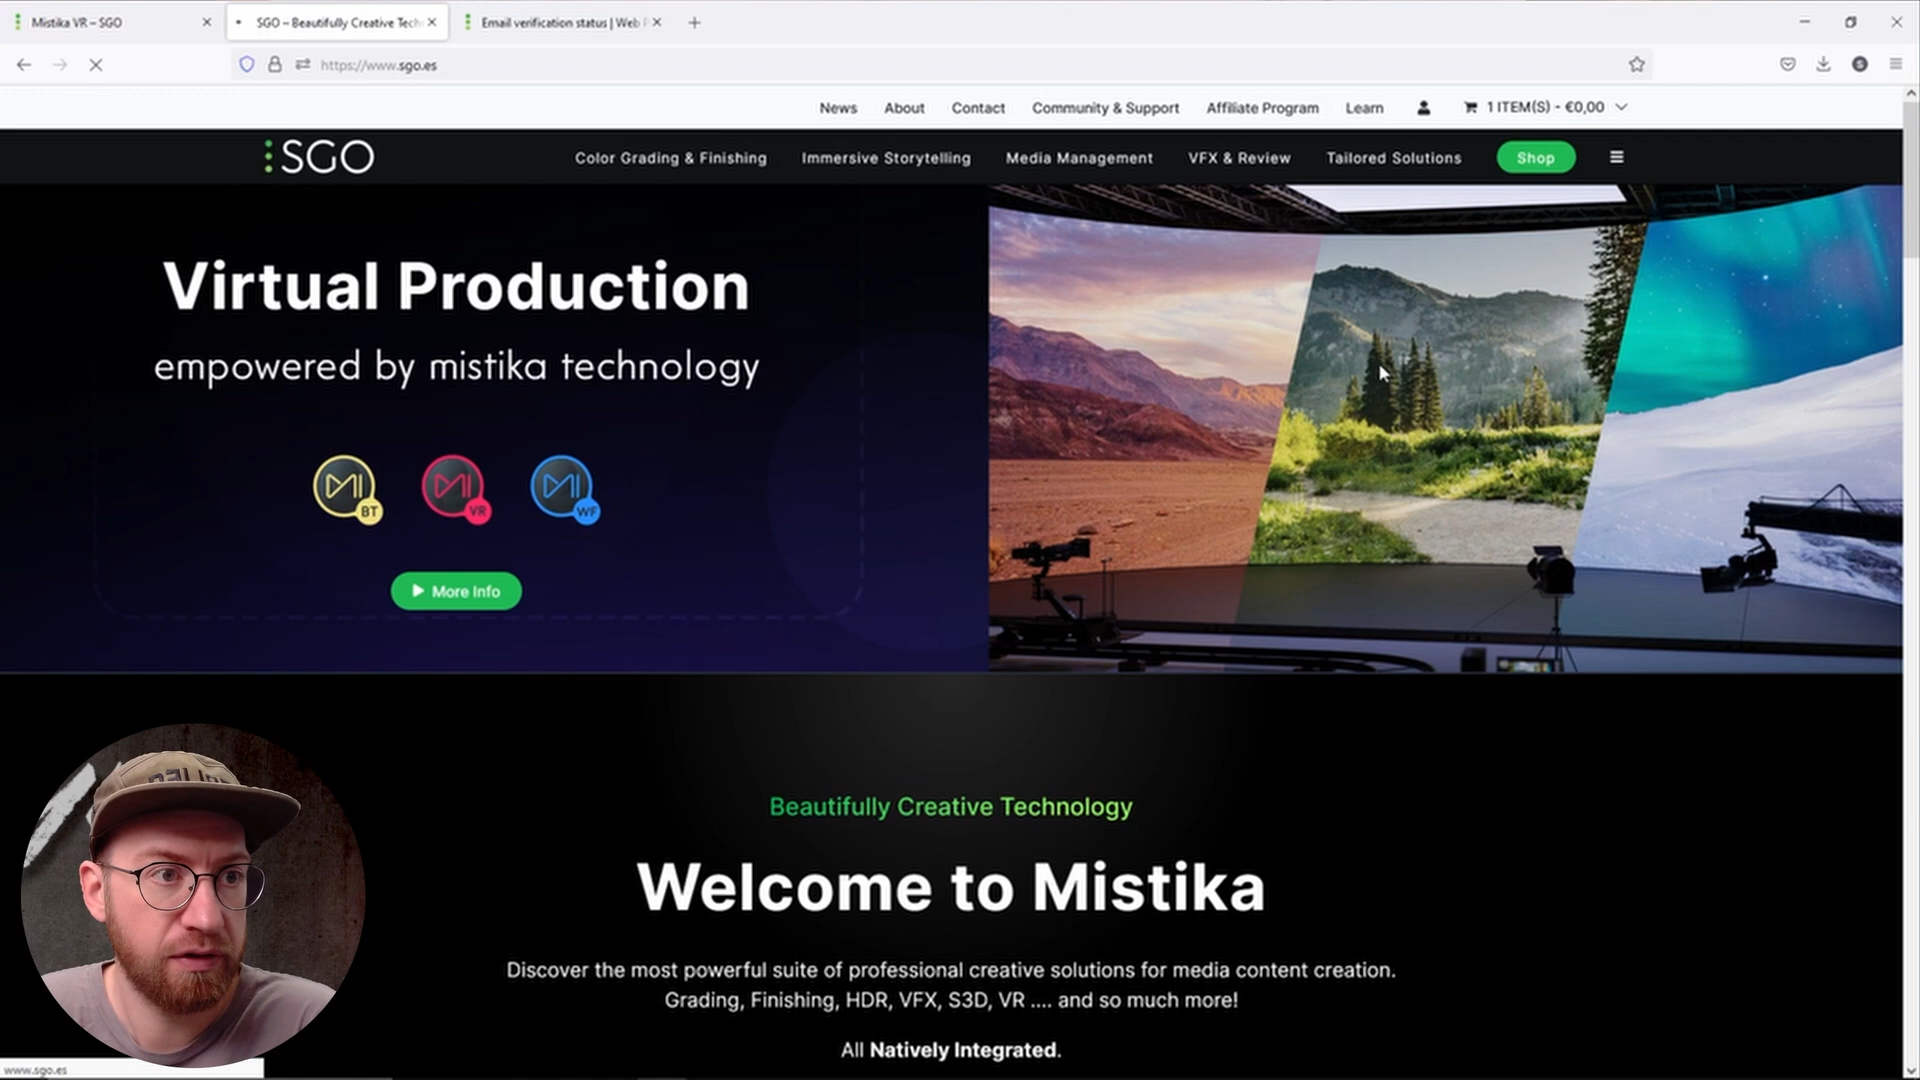 Mistika VR – SGO
SGO – Beautifully Creative Tech
Email verification status | Web
https://www.sgo.es
News About Contact Community & Support Affiliate Program Learn 1 ITEM(S) - €0,00
SGO
Color Grading & Finishing Immersive Storytelling Media Management VFX & Review Tailored Solutions Shop
Virtual Production
empowered by mistika technology
BT VR WF
More Info
Beautifully Creative Technology
Welcome to Mistika
Discover the most powerful suite of professional creative solutions for media content creation.
Grading, Finishing, HDR, VFX, S3D, VR .... and so much more!
All Natively Integrated.
www.sgo.es